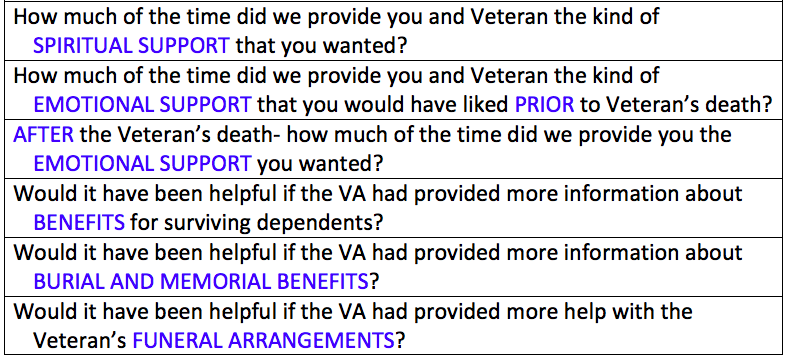 How much of the time did we provide you and Veteran the kind of
SPIRITUAL SUPPORT that you wanted?
How much of the time did we provide you and Veteran the kind of
EMOTIONAL SUPPORT that you would have liked PRIOR to Veteran's death?
AFTER the Veteran's death- how much of the time did we provide you the
EMOTIONAL SUPPORT you wanted?
Would it have been helpful if the VA had provided more information about
BENEFITS for surviving dependents?
Would it have been helpful if the VA had provided more information about
BURIAL AND MEMORIAL BENEFITS?
Would it have been helpful if the VA had provided more help with the
Veteran's FUNERAL ARRANGEMENTS?